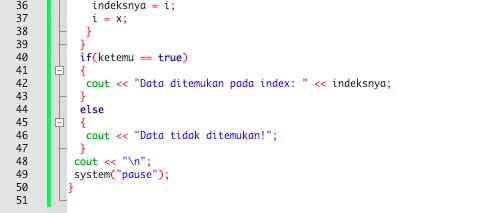 36 indeksnya = i;
37 i = x;
38 }
39 }
40 if(ketemu == true)
41 {
42 cout << "Data ditemukan pada index: " << indeksnya;
43 }
44 else
45 {
46 cout << "Data tidak ditemukan!";
47 }
48 cout << "\n";
49 system("pause");
50 }
51